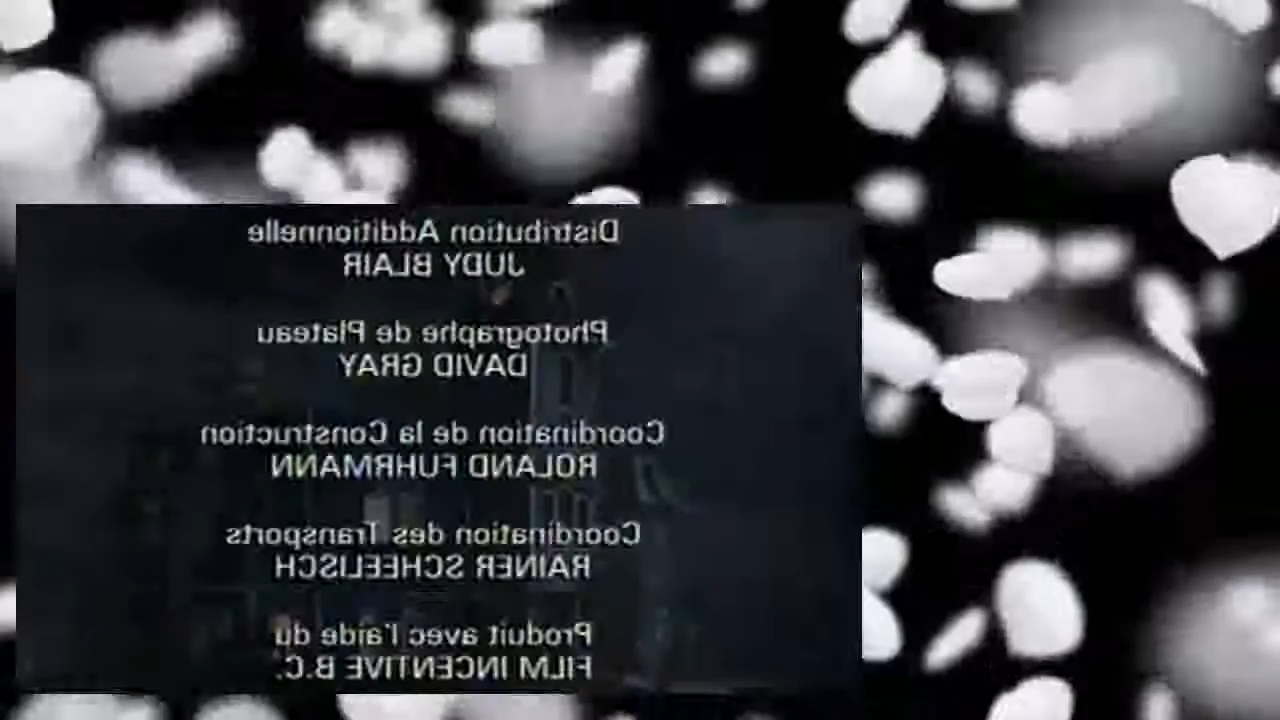 Distribution Additionnelle
JUDY BLAIR
Photographe de Plateau
DAVID GRAY
Coordination de la Construction
ROLAND FUHRMANN
Coordination des Transports
RAINER SCHEELISCH
Produit avec l'aide du
FILM INCENTIVE B.C.